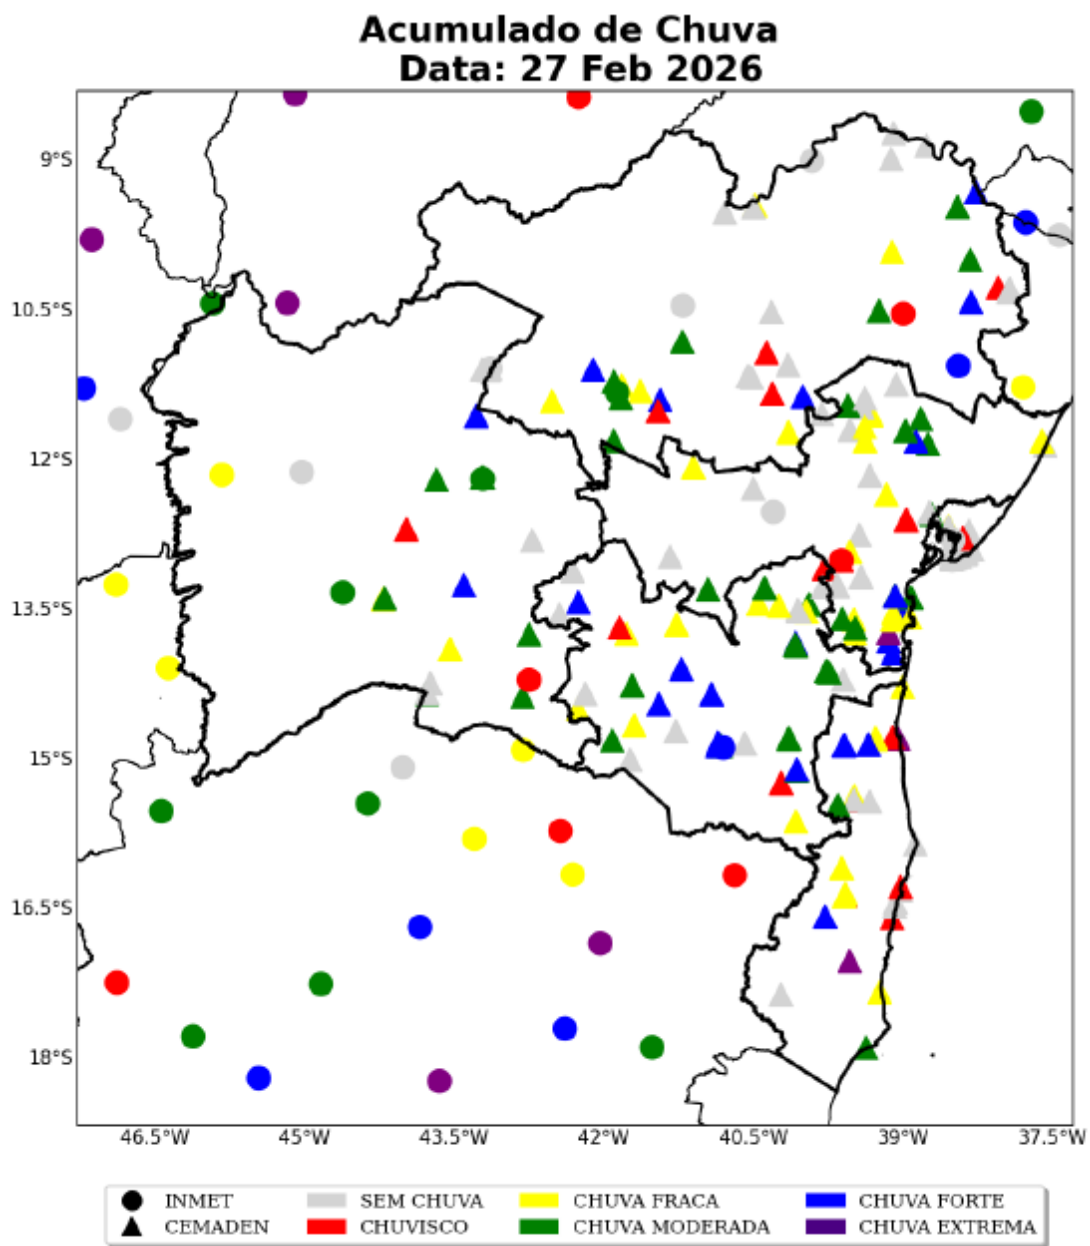 Acumulado de Chuva
Data: 27 Feb 2026
9°S
10.5°S
12°S
13.5°S
15°S
16.5°S
18°S
46.5°W 45°W 43.5°W 42°W 40.5°W 39°W 37.5°W
INMET SEM CHUVA CHUVA FRACA CHUVA FORTE
CEMADEN CHUVISCO CHUVA MODERADA CHUVA EXTREMA